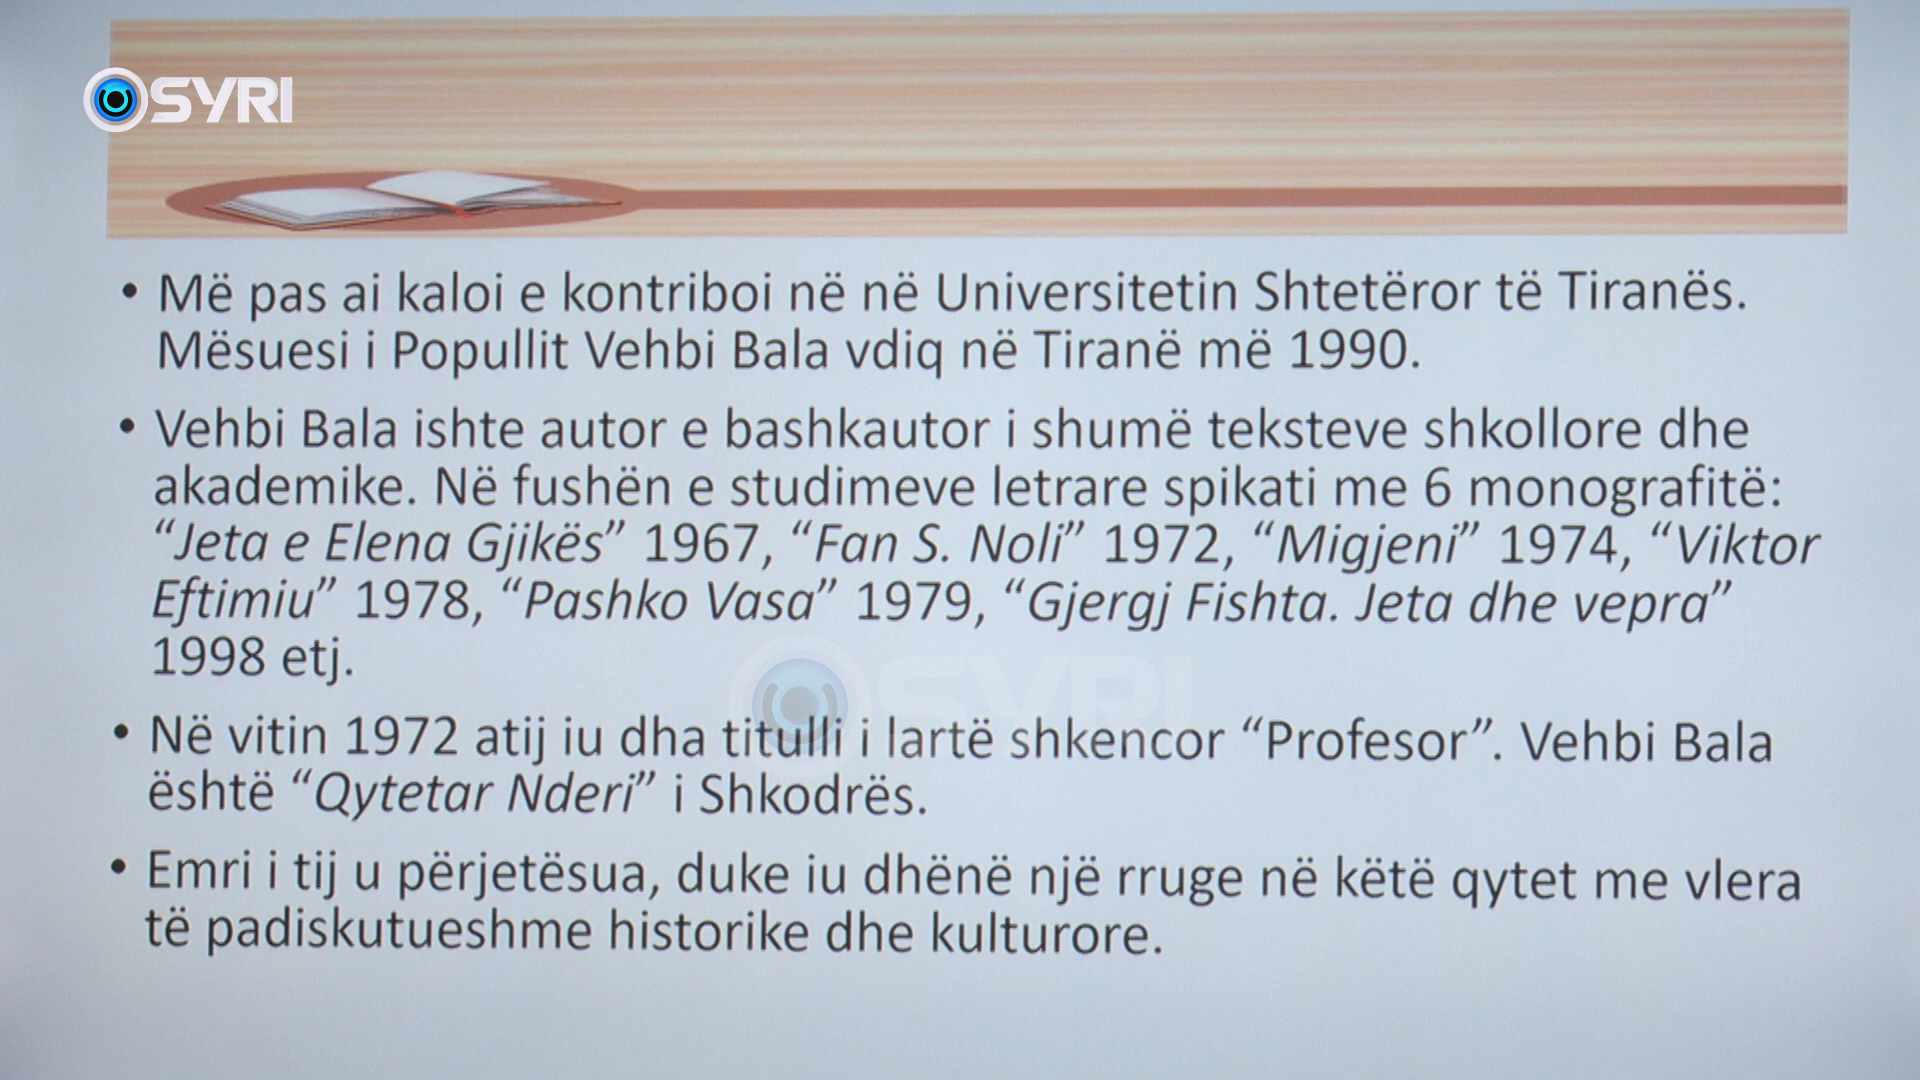 SYRI
• Më pas ai kaloi e kontriboi në në Universitetin Shtetëror të Tiranës.
Mësuesi i Popullit Vehbi Bala vdiq në Tiranë më 1990.
• Vehbi Bala ishte autor e bashkautor i shumë teksteve shkollore dhe
akademike. Në fushën e studimeve letrare spikati me 6 monografitë:
“Jeta e Elena Gjikës” 1967, “Fan S. Noli” 1972, “Migjeni” 1974, “Viktor
Eftimiu” 1978, “Pashko Vasa” 1979, “Gjergj Fishta. Jeta dhe vepra”
1998 etj.
SYRI
• Në vitin 1972 atij iu dha titulli i lartë shkencor “Profesor”. Vehbi Bala
është “Qytetar Nderi” i Shkodrës.
• Emri i tij u përjetësua, duke iu dhënë një rruge në këtë qytet me vlera
të padiskutueshme historike dhe kulturore.